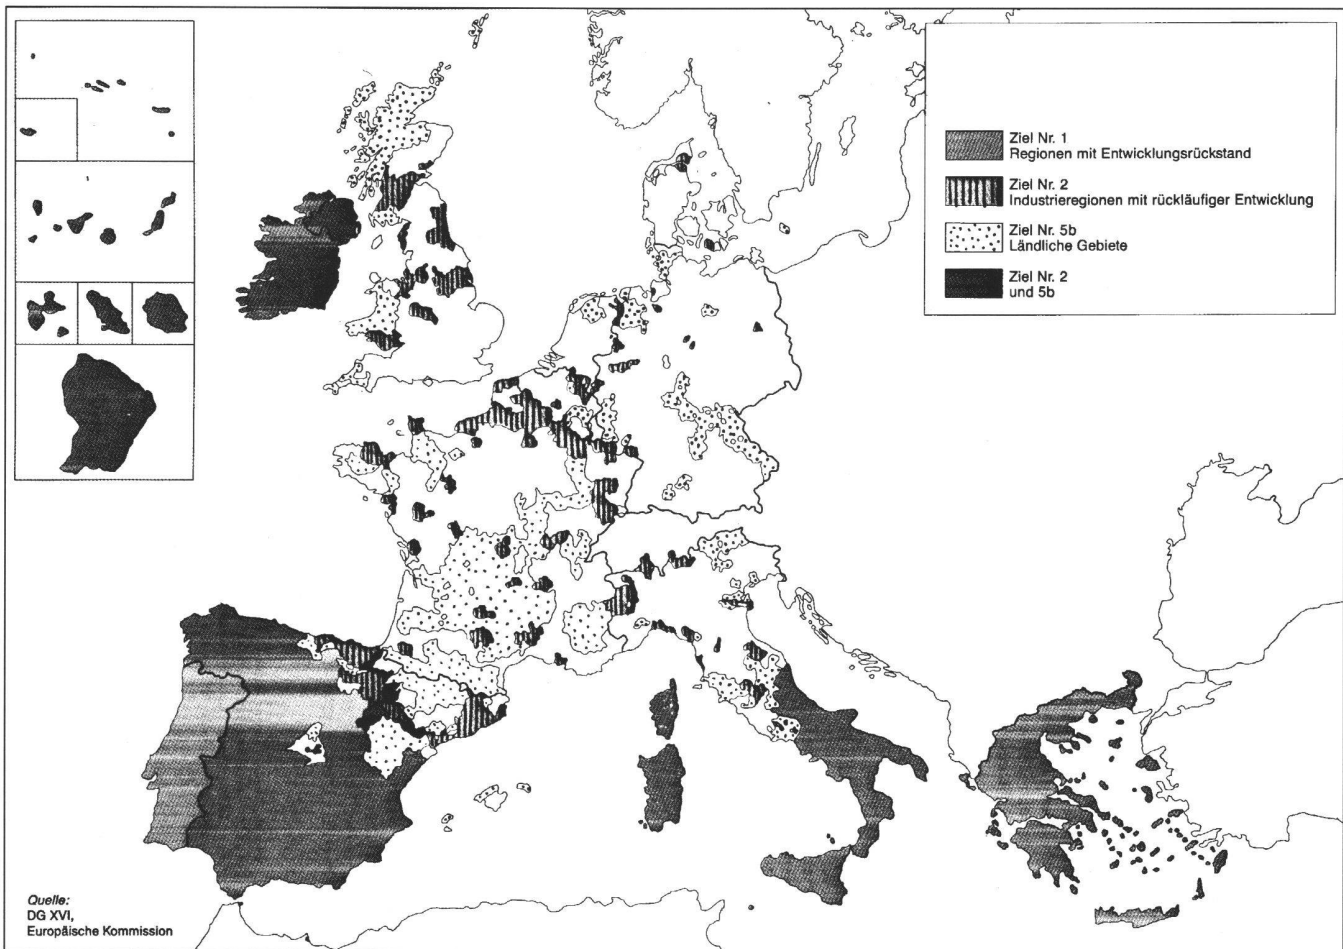 Ziel Nr. 1
Regionen mit Entwicklungsrückstand
Ziel Nr. 2
Industrieregionen mit rückläufiger Entwicklung
Ziel Nr. 5b
Ländliche Gebiete
Ziel Nr. 2
und 5b
Quelle:
DG XVI,
Europäische Kommission